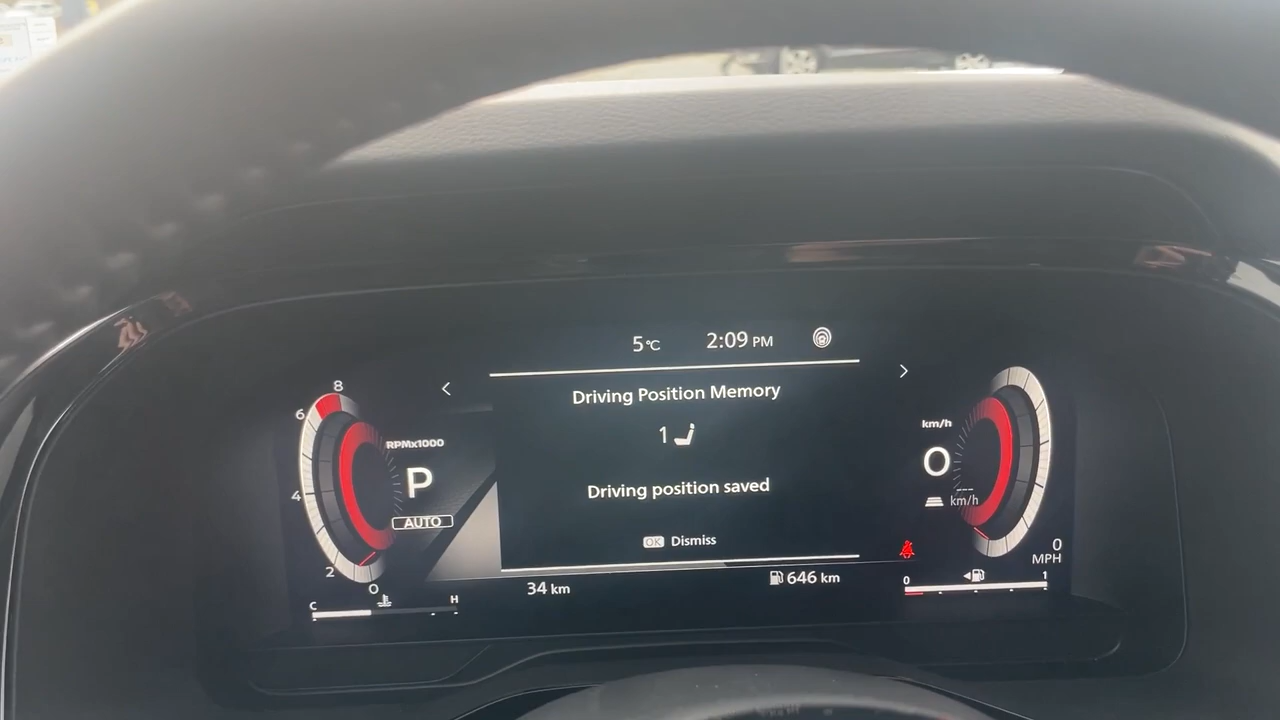 5°C 2:09 PM
Driving Position Memory
1
Driving position saved
OK Dismiss
8
6
4
2
0
RPMx1000
P
AUTO
C H
34 km
646 km
km/h
0
--- km/h
0
MPH
0 1